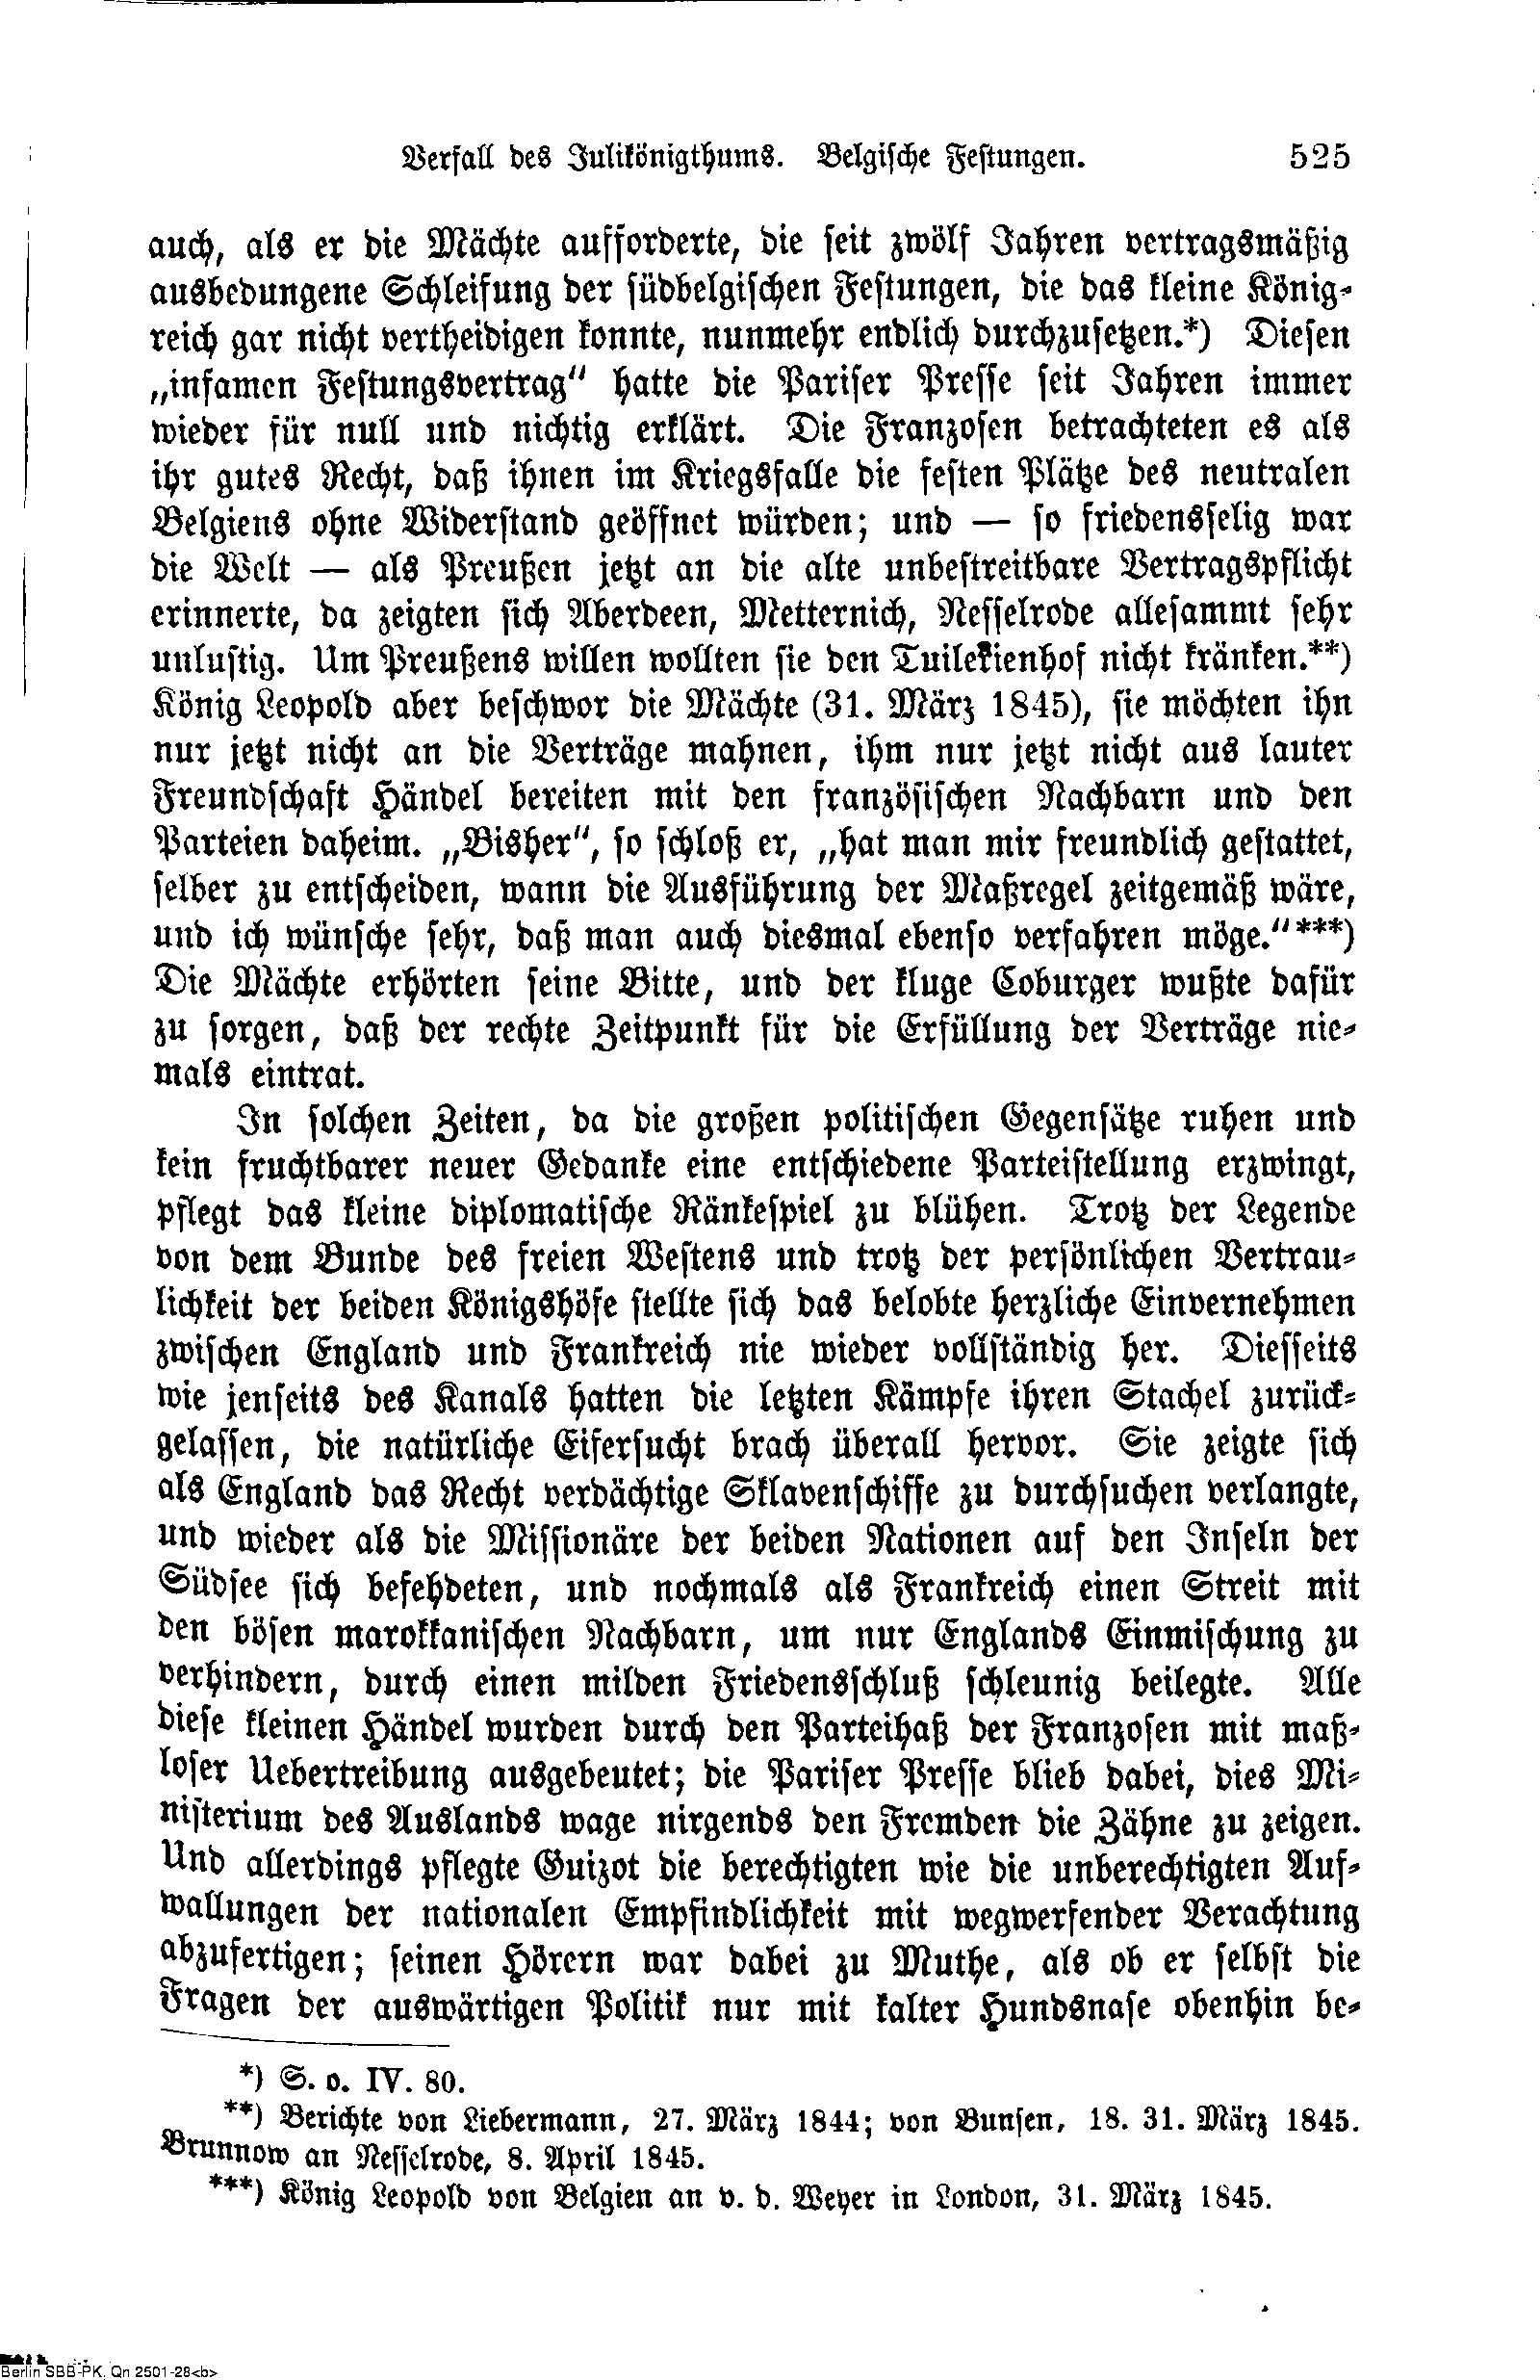 Verfall des Julikönigthums. Belgische Festungen. 525
auch, als er die Mächte aufforderte, die seit zwölf Jahren vertragsmäßig
ausbedungene Schleifung der südbelgischen Festungen, die das kleine König-
reich gar nicht vertheidigen konnte, nunmehr endlich durchzusetzen.*) Diesen
„infamen Festungsvertrag“ hatte die Pariser Presse seit Jahren immer
wieder für null und nichtig erklärt. Die Franzosen betrachteten es als
ihr gutes Recht, daß ihnen im Kriegsfalle die festen Plätze des neutralen
Belgiens ohne Widerstand geöffnet würden; und — so friedensselig war
die Welt — als Preußen jetzt an die alte unbestreitbare Vertragspflicht
erinnerte, da zeigten sich Aberdeen, Metternich, Nesselrode allesammt sehr
unlustig. Um Preußens willen wollten sie den Tuilerienhof nicht kränken.**)
König Leopold aber beschwor die Mächte (31. März 1845), sie möchten ihn
nur jetzt nicht an die Verträge mahnen, ihm nur jetzt nicht aus lauter
Freundschaft Händel bereiten mit den französischen Nachbarn und den
Parteien daheim. „Bisher“, so schloß er, „hat man mir freundlich gestattet,
selber zu entscheiden, wann die Ausführung der Maßregel zeitgemäß wäre,
und ich wünsche sehr, daß man auch diesmal ebenso verfahren möge.“***)
Die Mächte erhörten seine Bitte, und der kluge Coburger wußte dafür
zu sorgen, daß der rechte Zeitpunkt für die Erfüllung der Verträge nie-
mals eintrat.
In solchen Zeiten, da die großen politischen Gegensätze ruhen und
kein fruchtbarer neuer Gedanke eine entschiedene Parteistellung erzwingt,
pflegt das kleine diplomatische Ränkespiel zu blühen. Trotz der Legende
von dem Bunde des freien Westens und trotz der persönlichen Vertrau-
lichkeit der beiden Königshöfe stellte sich das belobte herzliche Einvernehmen
zwischen England und Frankreich nie wieder vollständig her. Diesseits
wie jenseits des Kanals hatten die letzten Kämpfe ihren Stachel zurück-
gelassen, die natürliche Eifersucht brach überall hervor. Sie zeigte sich
als England das Recht verdächtige Sklavenschiffe zu durchsuchen verlangte,
und wieder als die Missionäre der beiden Nationen auf den Inseln der
Südsee sich befehdeten, und nochmals als Frankreich einen Streit mit
den bösen marokkanischen Nachbarn, um nur Englands Einmischung zu
verhindern, durch einen milden Friedensschluß schleunig beilegte. Alle
diese kleinen Händel wurden durch den Parteihaß der Franzosen mit maß-
loser Uebertreibung ausgebeutet; die Pariser Presse blieb dabei, dies Mi-
nisterium des Auslands wage nirgends den Fremden die Zähne zu zeigen.
Und allerdings pflegte Guizot die berechtigten wie die unberechtigten Auf-
wallungen der nationalen Empfindlichkeit mit wegwerfender Verachtung
abzufertigen; seinen Hörern war dabei zu Muthe, als ob er selbst die
Fragen der auswärtigen Politik nur mit kalter Hundsnase obenhin be-
*) S. o. IV. 80.
**) Berichte von Liebermann, 27. März 1844; von Bunsen, 18. 31. März 1845.
Brunnow an Nesselrode, 8. April 1845.
***) König Leopold von Belgien an v. d. Weyer in London, 31. März 1845.
Berlin SBB-PK, Qn 2501-28<b>